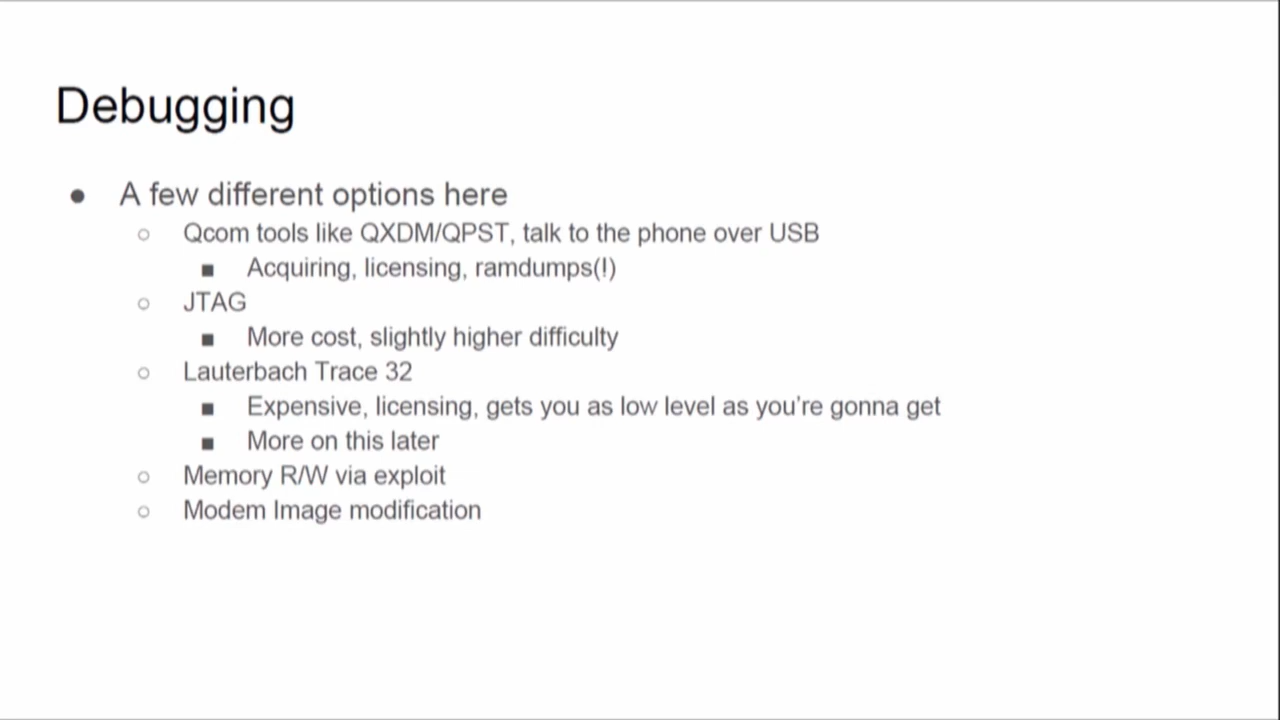 Debugging
● A few different options here
○ Qcom tools like QXDM/QPST, talk to the phone over USB
■ Acquiring, licensing, ramdumps(!)
○ JTAG
■ More cost, slightly higher difficulty
○ Lauterbach Trace 32
■ Expensive, licensing, gets you as low level as you're gonna get
■ More on this later
○ Memory R/W via exploit
○ Modem Image modification